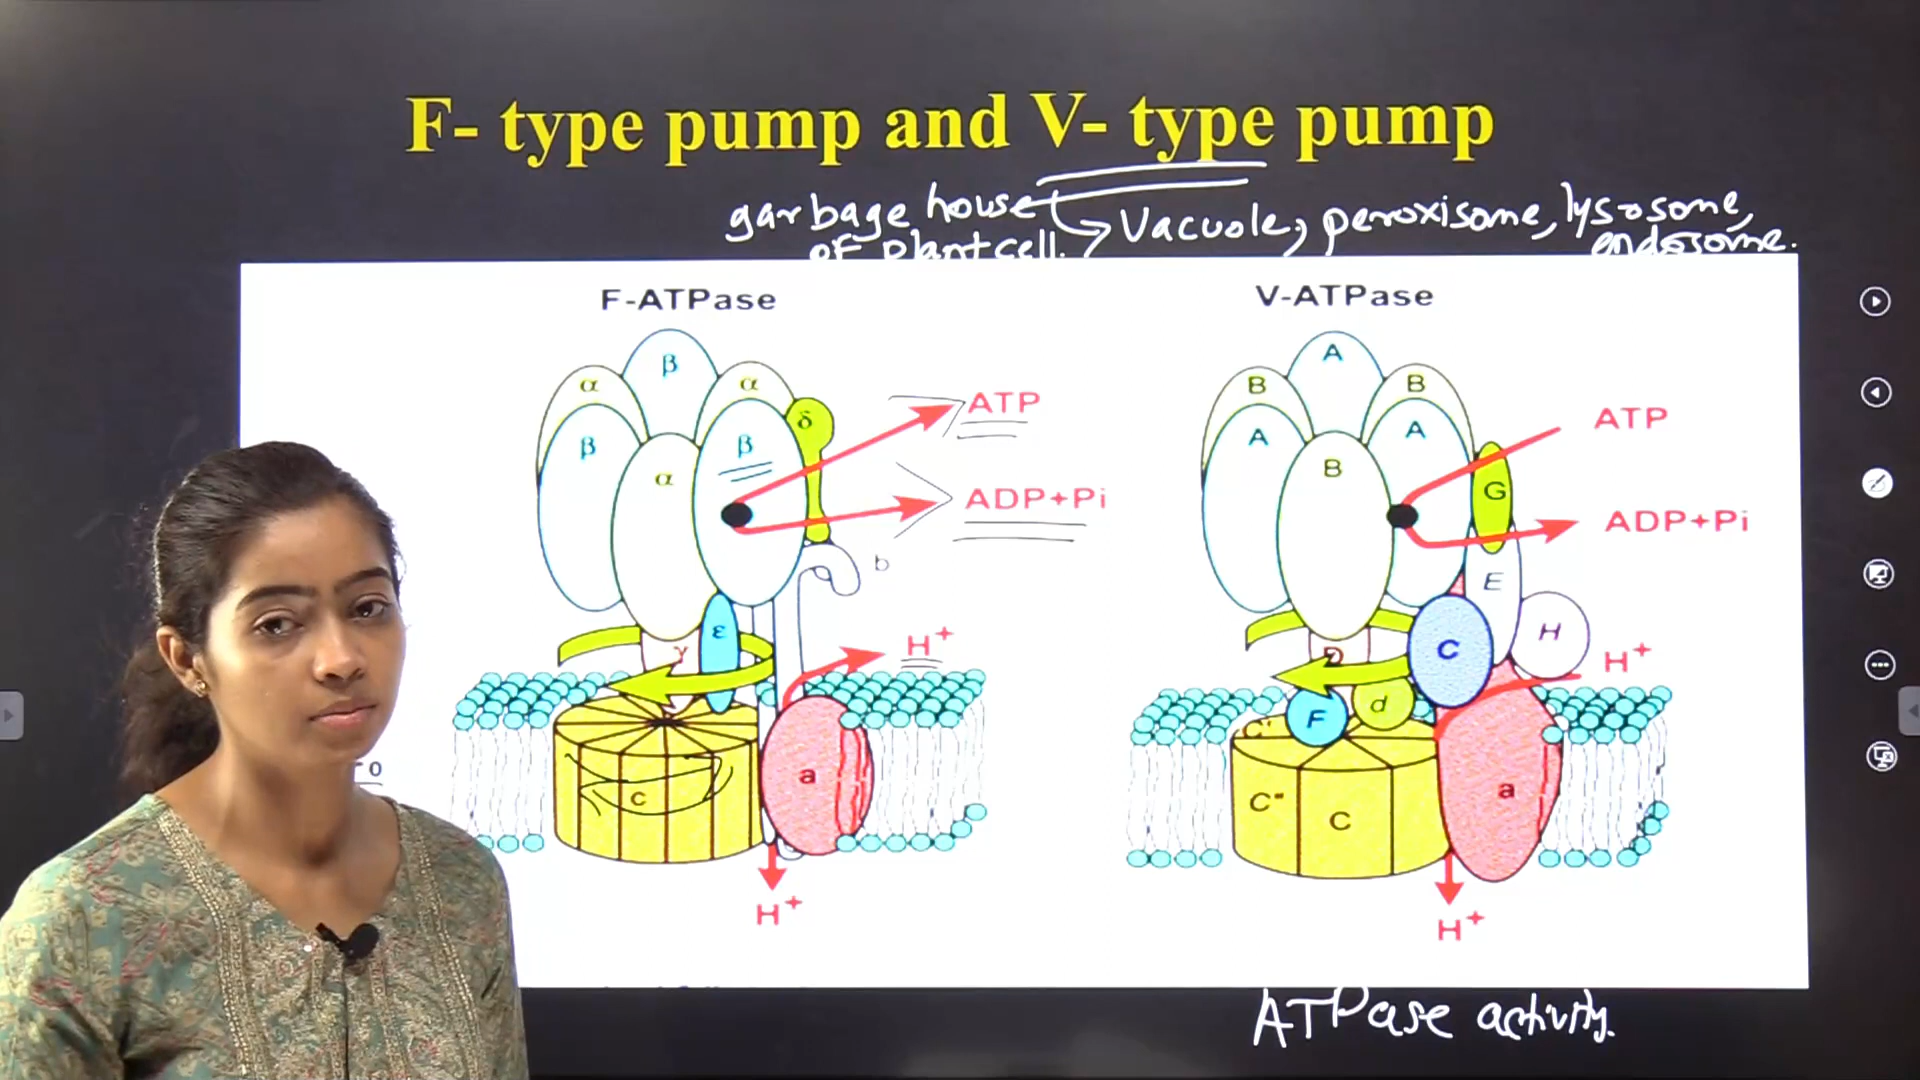 F- type pump and V- type pump
garbage house → Vacuole, peroxisome, lysosome,
of plant cell. endosome.
F-ATPase
V-ATPase
β
α
α
β
α
β
δ
ATP
ADP+Pi
b
ε
γ
H+
c
a
H+
A
B
B
A
B
A
ATP
G
ADP+Pi
E
C
H
D
H+
F
d
C'
C"
C
a
H+
ATPase activity.